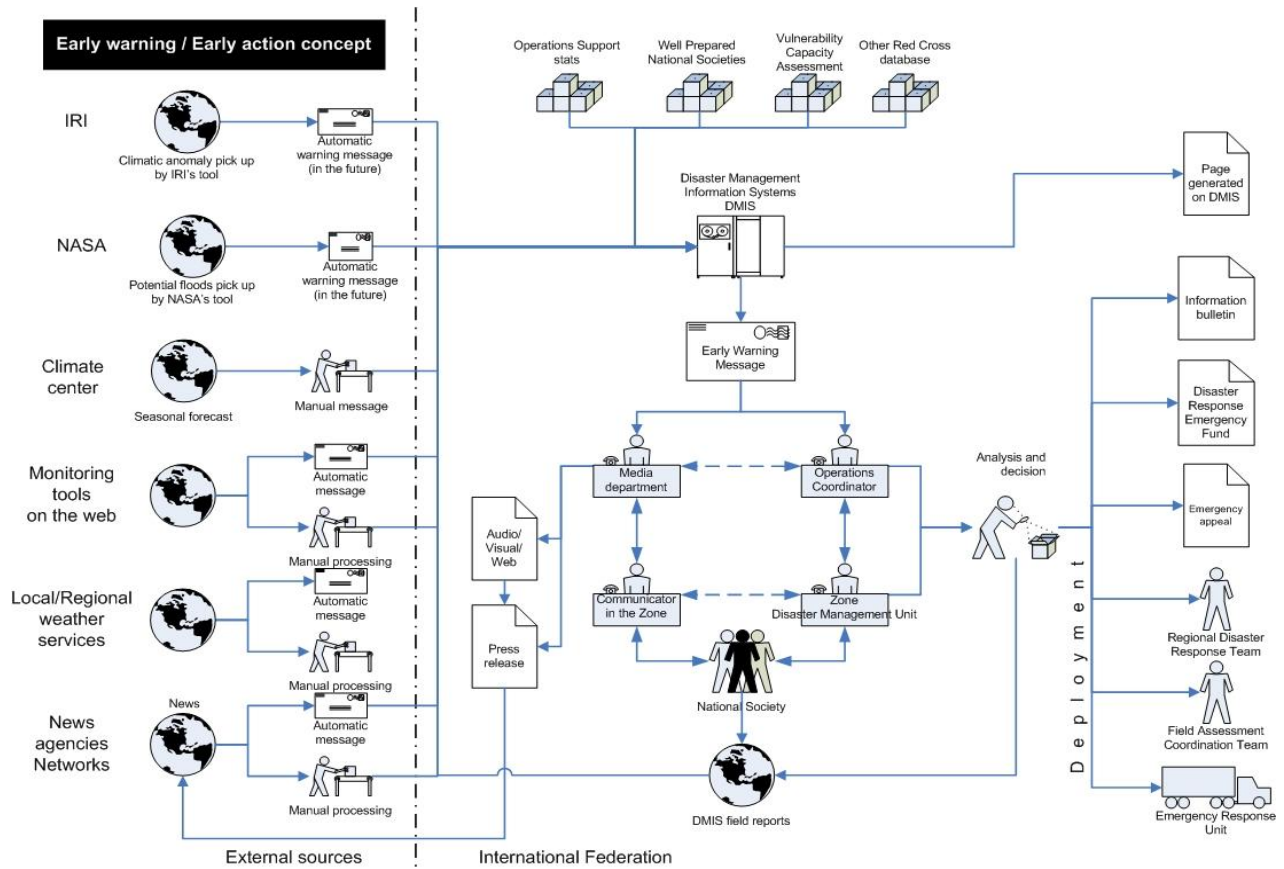 Early warning / Early action concept
IRI
Climatic anomaly pick up
by IRI's tool
Automatic
warning message
(in the future)
NASA
Potential floods pick up
by NASA's tool
Automatic
warning message
(in the future)
Climate
center
Seasonal forecast
Manual message
Monitoring
tools
on the web
Automatic
message
Manual processing
Local/Regional
weather
services
Automatic
message
Manual processing
News
agencies
Networks
News
Automatic
message
Manual processing
External sources
International Federation
Operations Support
stats
Well Prepared
National Societies
Vulnerability
Capacity
Assessment
Other Red Cross
database
Disaster Management
Information Systems
DMIS
Early Warning
Message
Media
department
Operations
Coordinator
Communicator
in the Zone
Zone
Disaster Management Unit
Audio/
Visual/
Web
Press
release
National Society
DMIS field reports
Analysis and
decision
Deployment
Page
generated
on DMIS
Information
bulletin
Disaster
Response
Emergency
Fund
Emergency
appeal
Regional Disaster
Response Team
Field Assessment
Coordination Team
Emergency Response
Unit